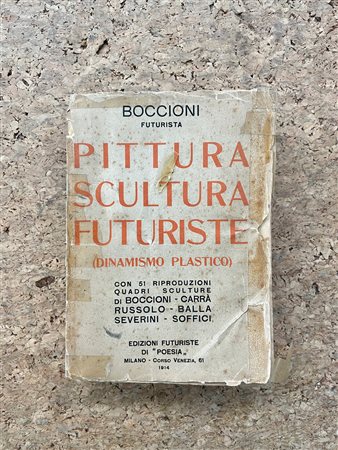 BOCCIONI
FUTURISTA
PITTURA
SCULTURA
FUTURISTE
(DINAMISMO PLASTICO)
CON 51 RIPRODUZIONI
QUADRI SCULTURE
DI BOCCIONI - CARRÀ
RUSSOLO - BALLA
SEVERINI - SOFFICI
EDIZIONI FUTURISTE
DI "POESIA"
MILANO - CORSO VENEZIA, 61
1914